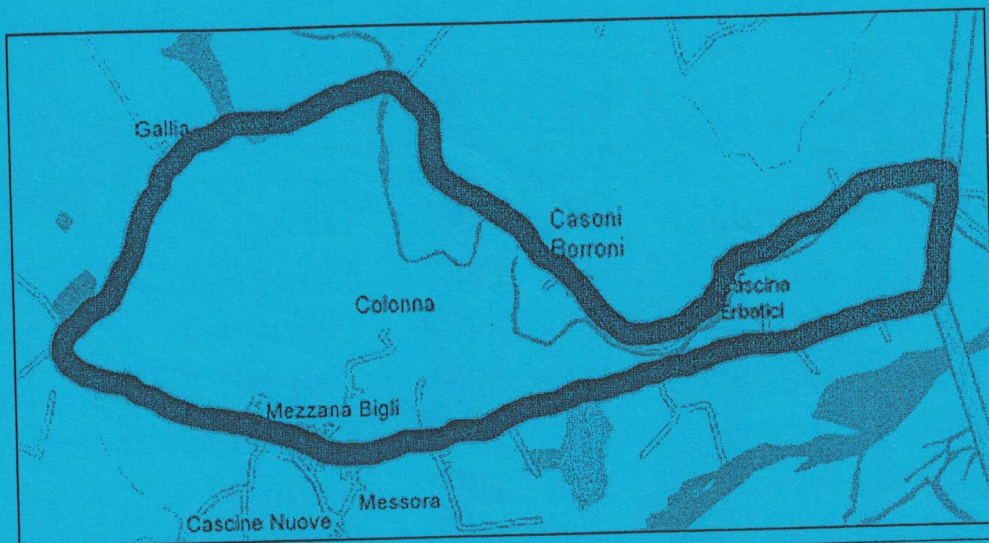 Gallia
Casoni
Borroni
Erbatici
Colonna
Mezzana Bigli
Messora
Cascine Nuove